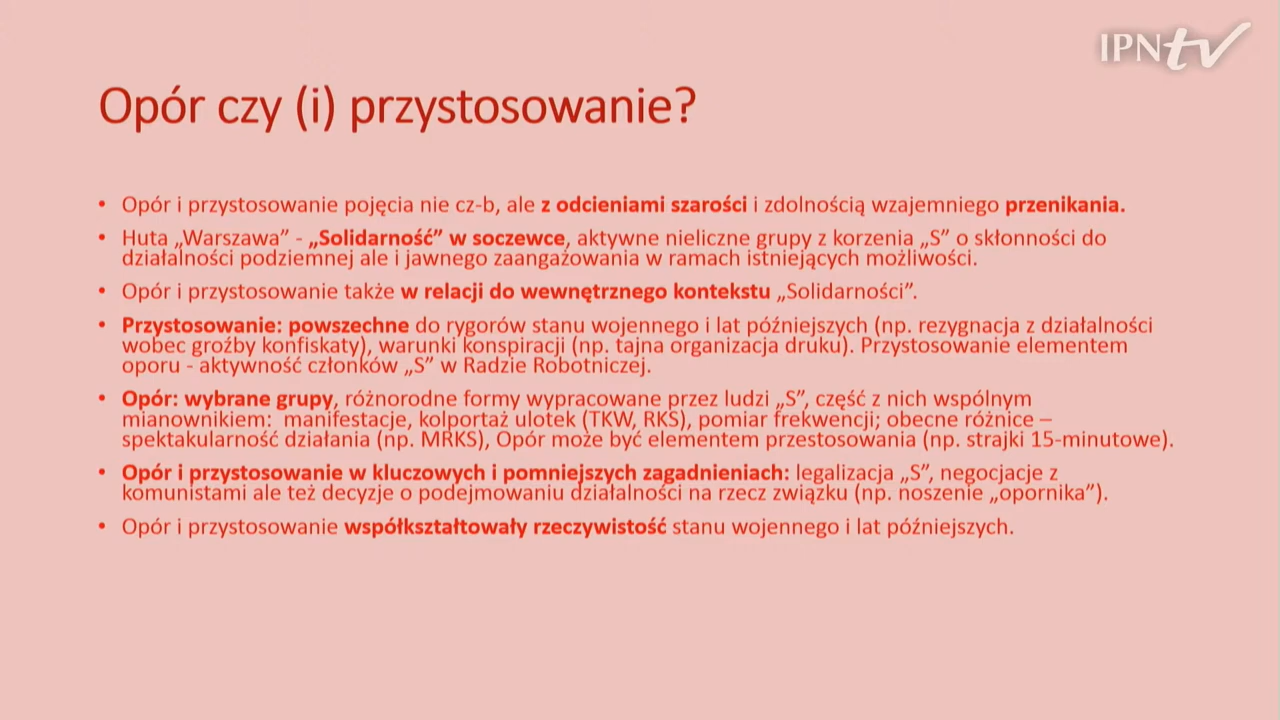 IPNtv
Opór czy (i) przystosowanie?
• Opór i przystosowanie pojęcia nie cz-b, ale z odcieniami szarości i zdolnością wzajemniego przenikania.
• Huta „Warszawa” - „Solidarność” w soczewce, aktywne nieliczne grupy z korzenia „S” o skłonności do
działalności podziemnej ale i jawnego zaangażowania w ramach istniejących możliwości.
• Opór i przystosowanie także w relacji do wewnętrznego kontekstu „Solidarności”.
• Przystosowanie: powszechne do rygorów stanu wojennego i lat późniejszych (np. rezygnacja z działalności
wobec groźby konfiskaty), warunki konspiracji (np. tajna organizacja druku). Przystosowanie elementem
oporu - aktywność członków „S” w Radzie Robotniczej.
• Opór: wybrane grupy, różnorodne formy wypracowane przez ludzi „S”, część z nich wspólnym
mianownikiem:  manifestacje, kolportaż ulotek (TKW, RKS), pomiar frekwencji; obecne różnice –
spektakularność działania (np. MRKS), Opór może być elementem przestosowania (np. strajki 15-minutowe).
• Opór i przystosowanie w kluczowych i pomniejszych zagadnieniach: legalizacja „S”, negocjacje z
komunistami ale też decyzje o podejmowaniu działalności na rzecz związku (np. noszenie „opornika”).
• Opór i przystosowanie współkształtowały rzeczywistość stanu wojennego i lat późniejszych.